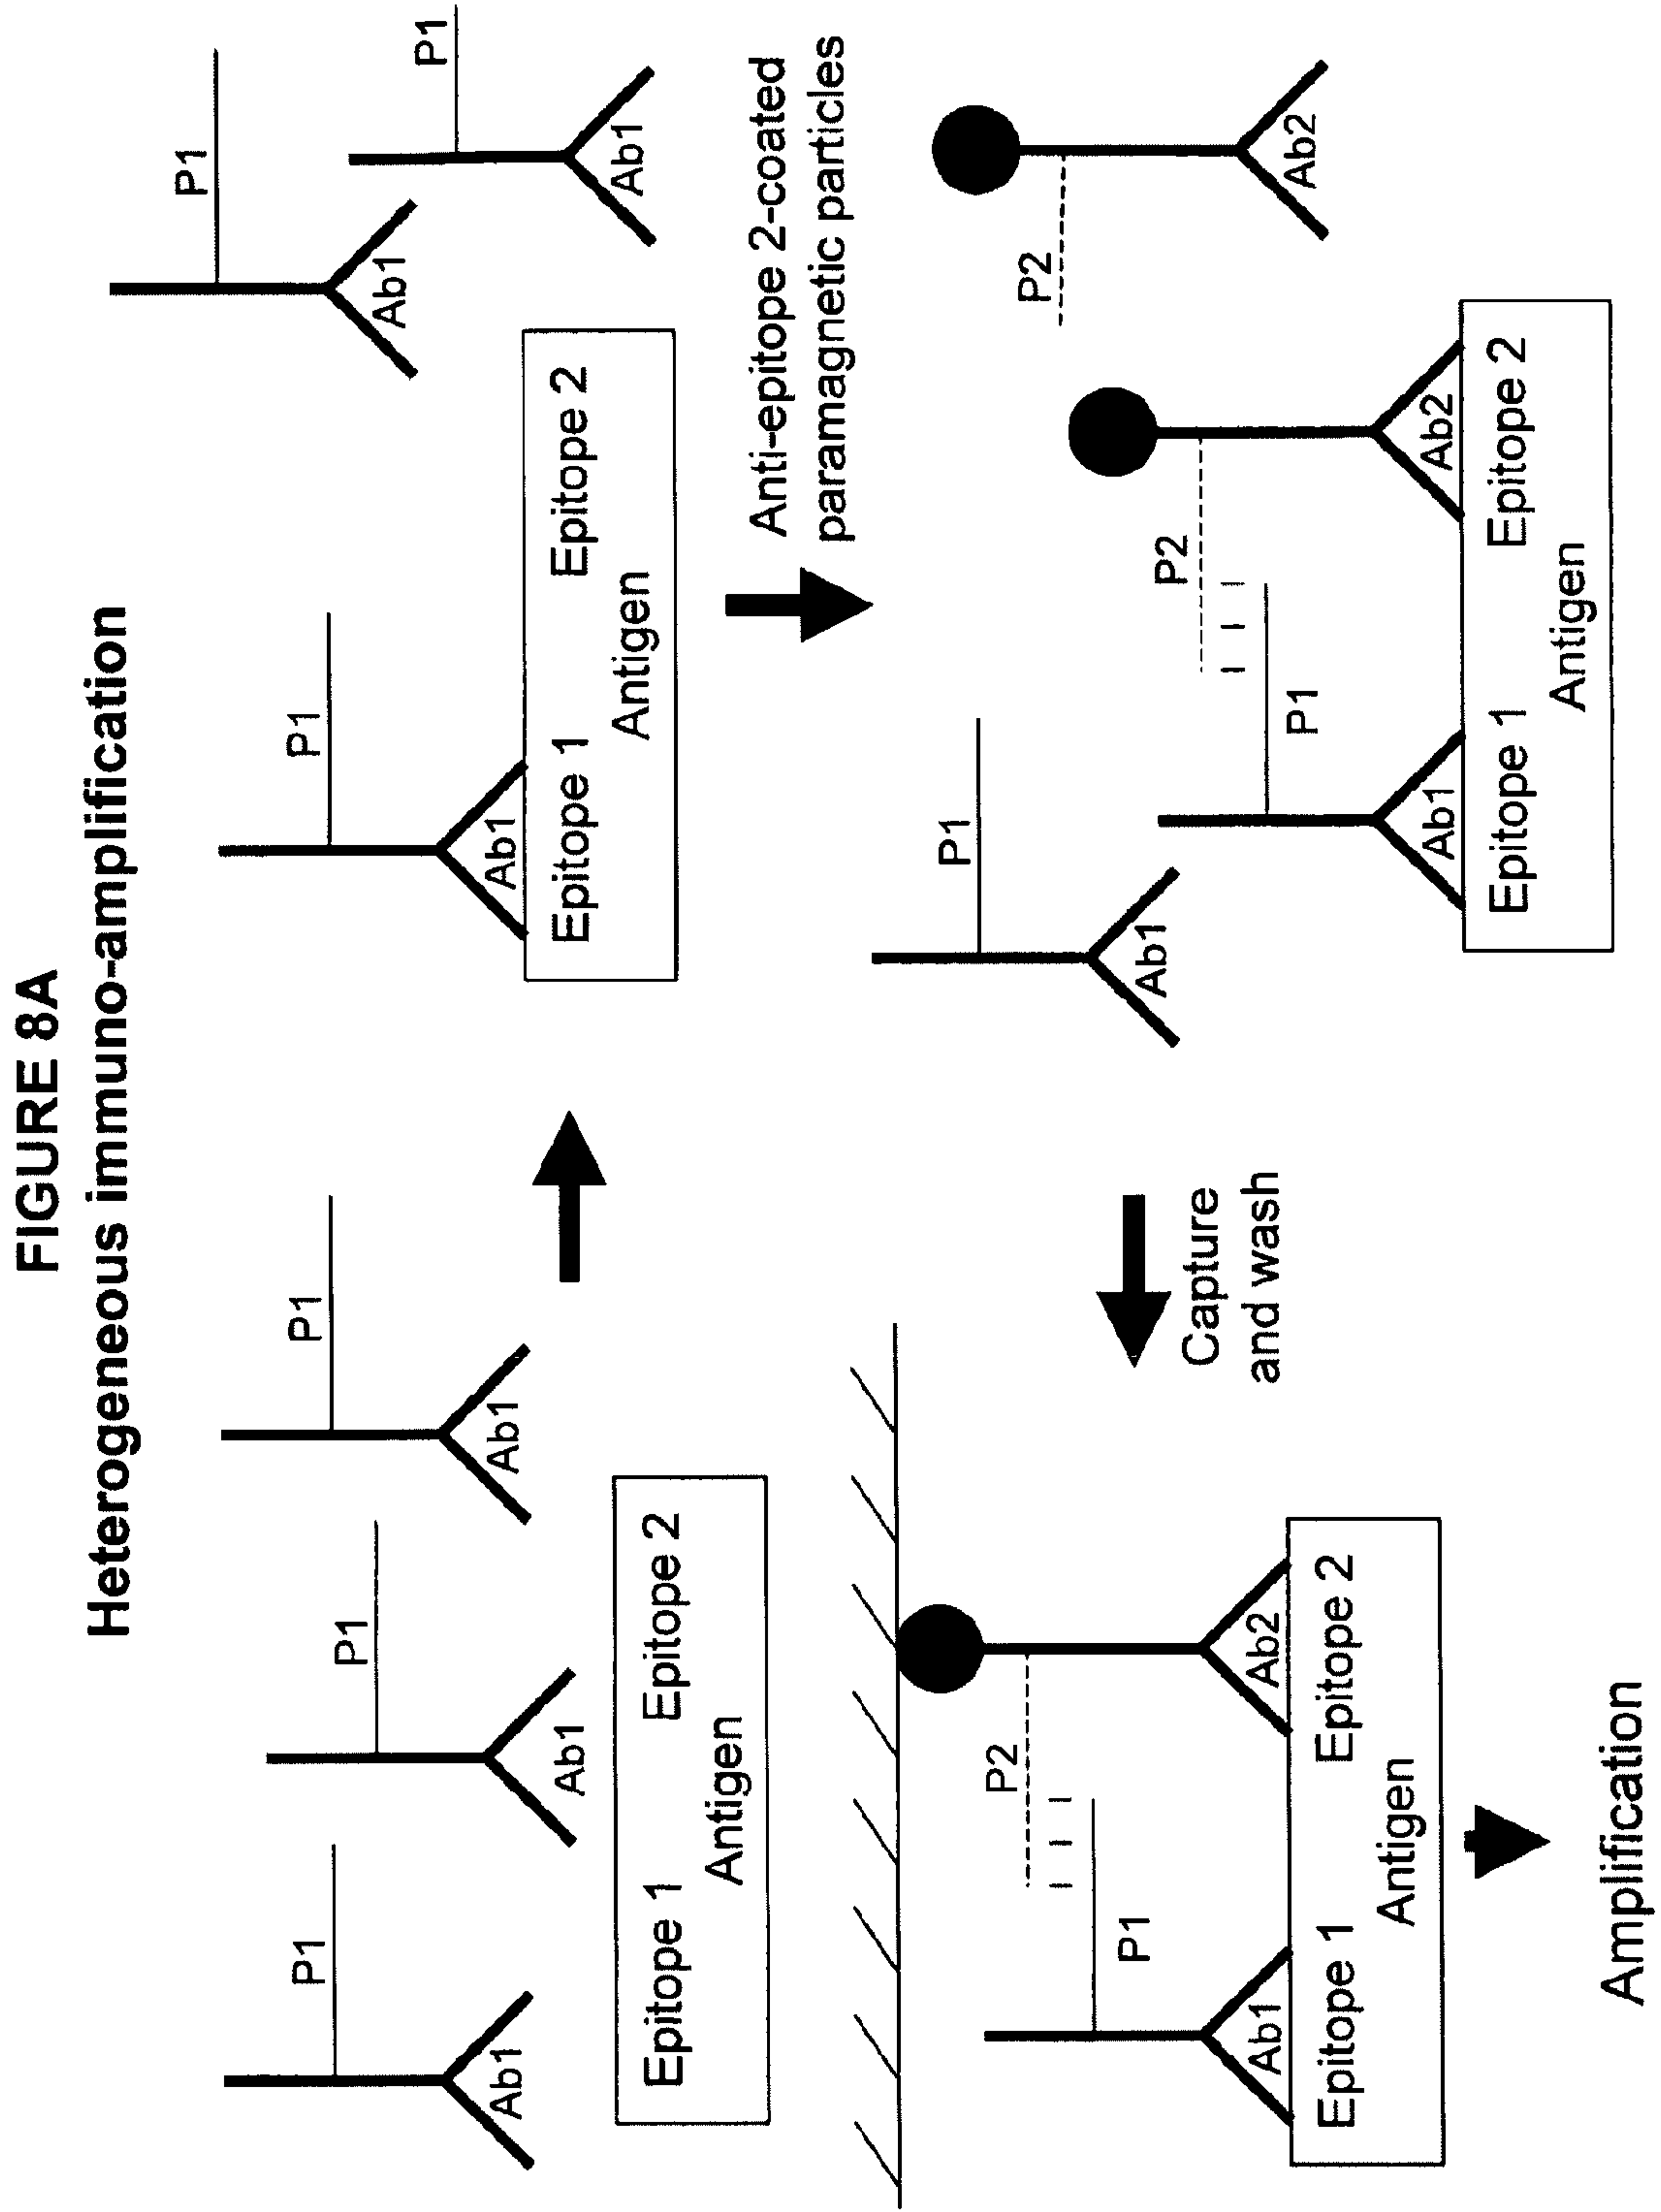 FIGURE 8A
Heterogeneous immuno-amplification
P1
P1
P1
Ab1
Ab1
Ab1
Epitope 1 Epitope 2
Antigen
P1
P1
P1
Ab1
Ab1
Ab1
Epitope 1 Epitope 2
Antigen
Anti-epitope 2-coated
paramagnetic particles
P1
P2
P2
P1
Ab1
Ab1
Ab2
Ab2
Epitope 1 Epitope 2
Antigen
Capture
and wash
P2
P1
Ab1
Ab2
Epitope 1 Epitope 2
Antigen
Amplification